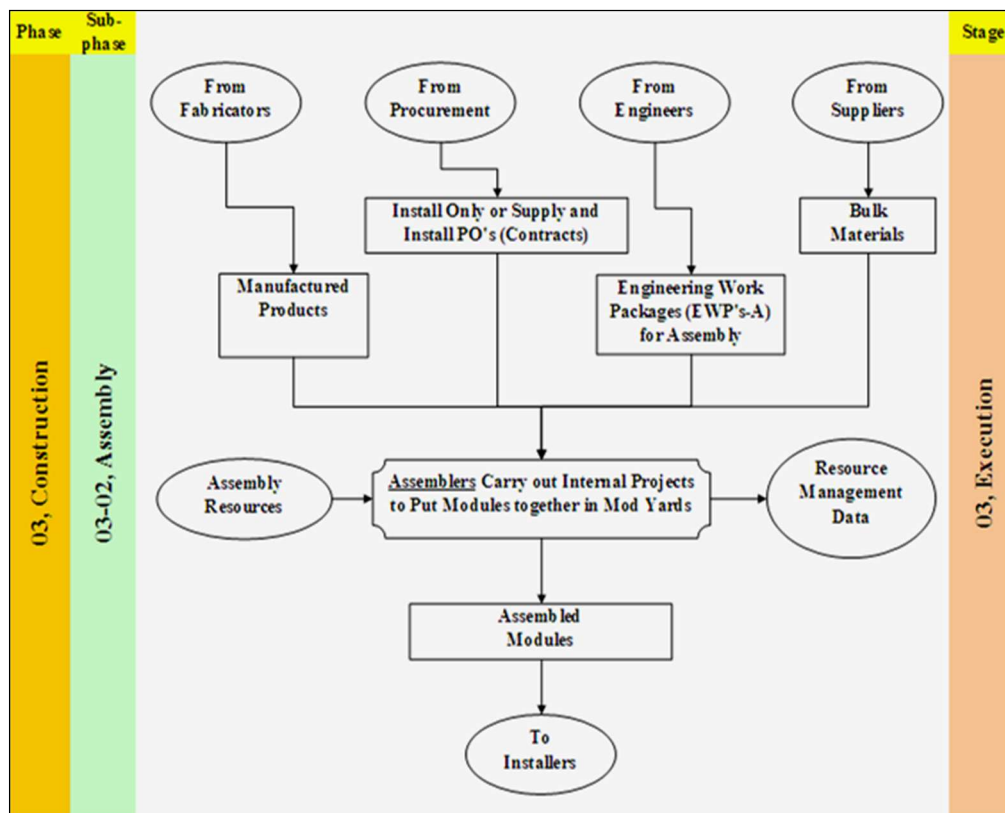 Phase
Sub-
phase
Stage
From
Fabricators
From
Procurement
From
Engineers
From
Suppliers
Install Only or Supply and
Install PO's (Contracts)
Bulk
Materials
Manufactured
Products
Engineering Work
Packages (EWP's-A)
for Assembly
03, Construction
03-02, Assembly
03, Execution
Assembly
Resources
Assemblers Carry out Internal Projects
to Put Modules together in Mod Yards
Resource
Management
Data
Assembled
Modules
To
Installers